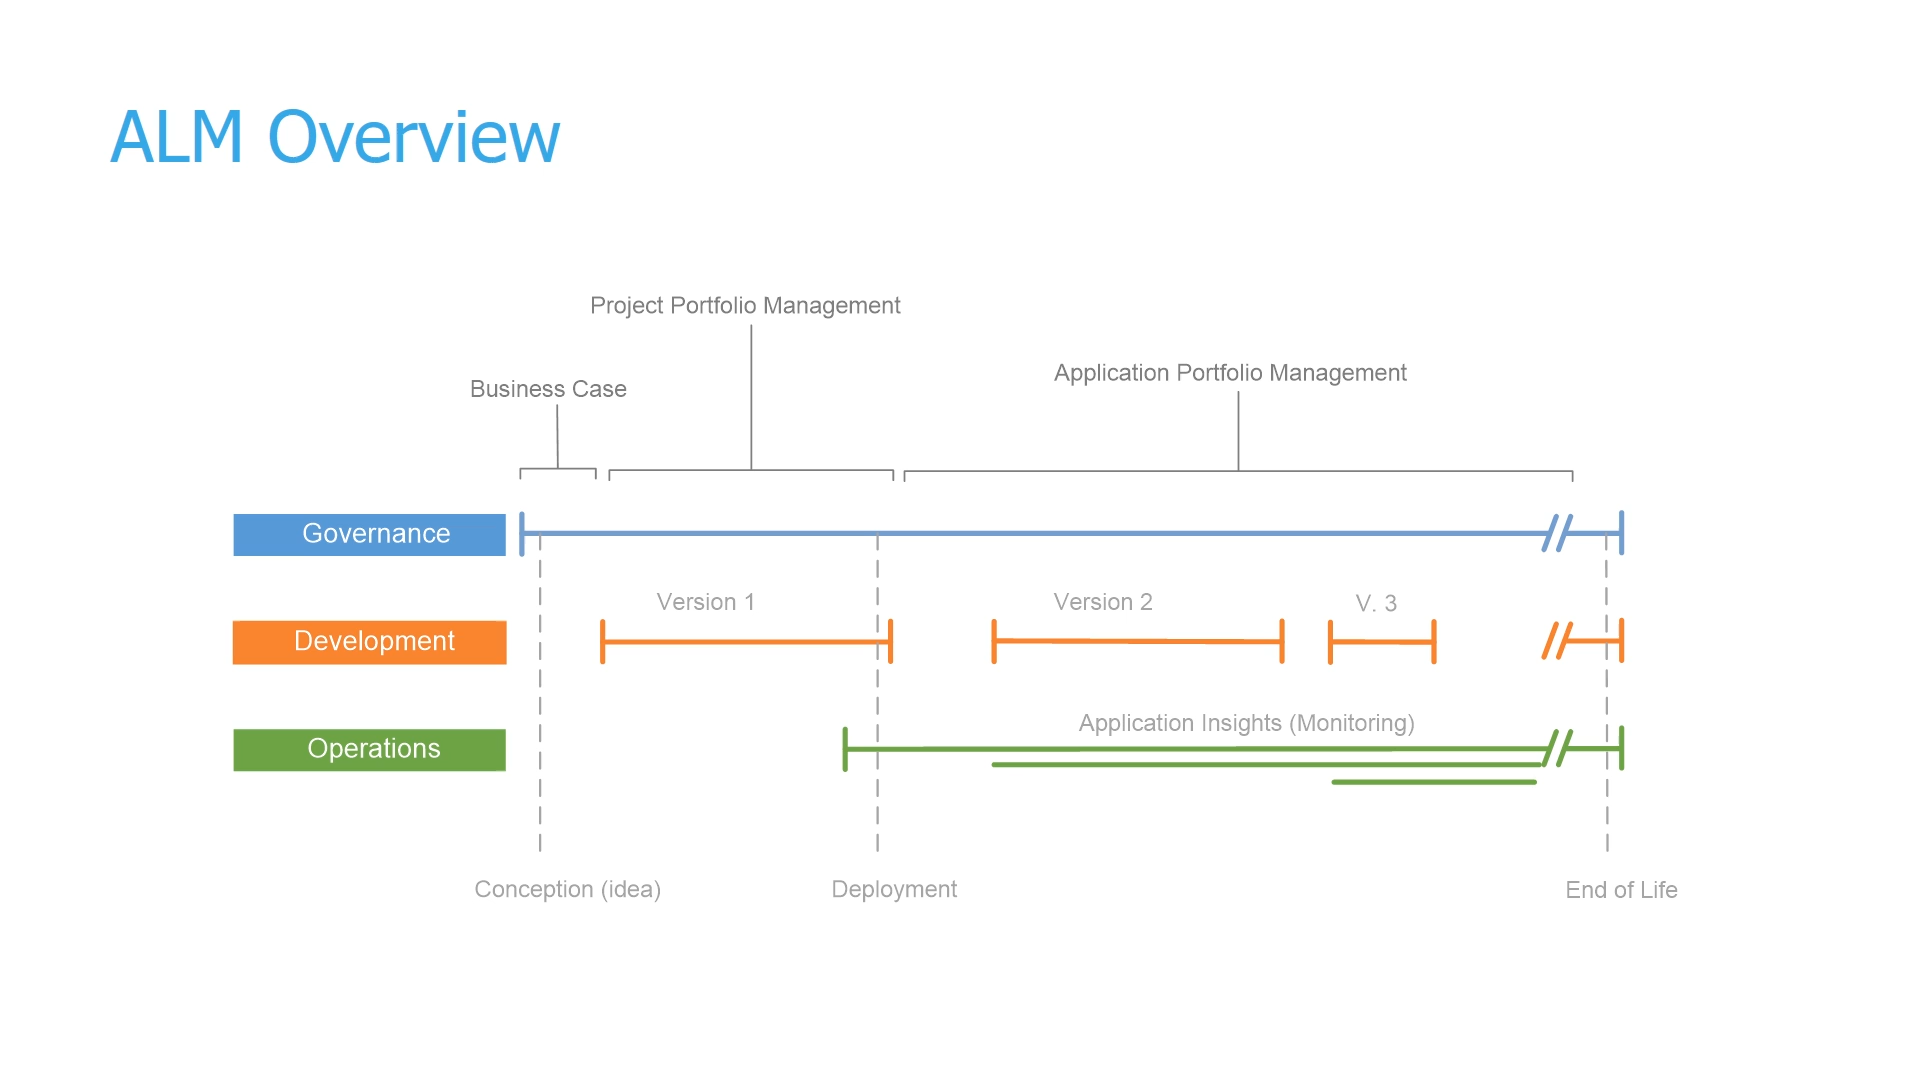 ALM Overview
Project Portfolio Management
Application Portfolio Management
Business Case
Governance
Version 1
Version 2
V. 3
Development
Application Insights (Monitoring)
Operations
Conception (idea)
Deployment
End of Life